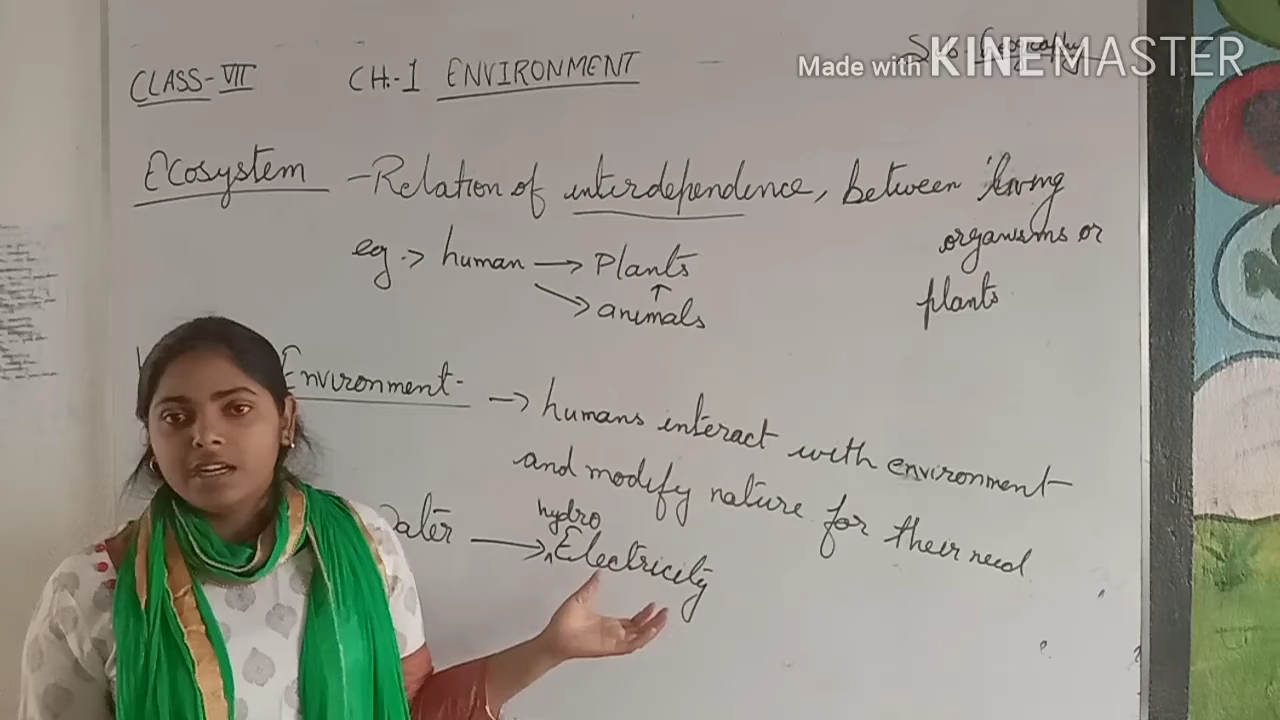 Made with KINEMASTER
CLASS-VII CH.-1 ENVIRONMENT Geography
Ecosystem - Relation of interdependence, between living
organisms or
plants
eg.-> human → Plants
↑
↘ animals
Environment- → humans interact with environment
and modify nature for their need
hydro
→ ^ Electricity